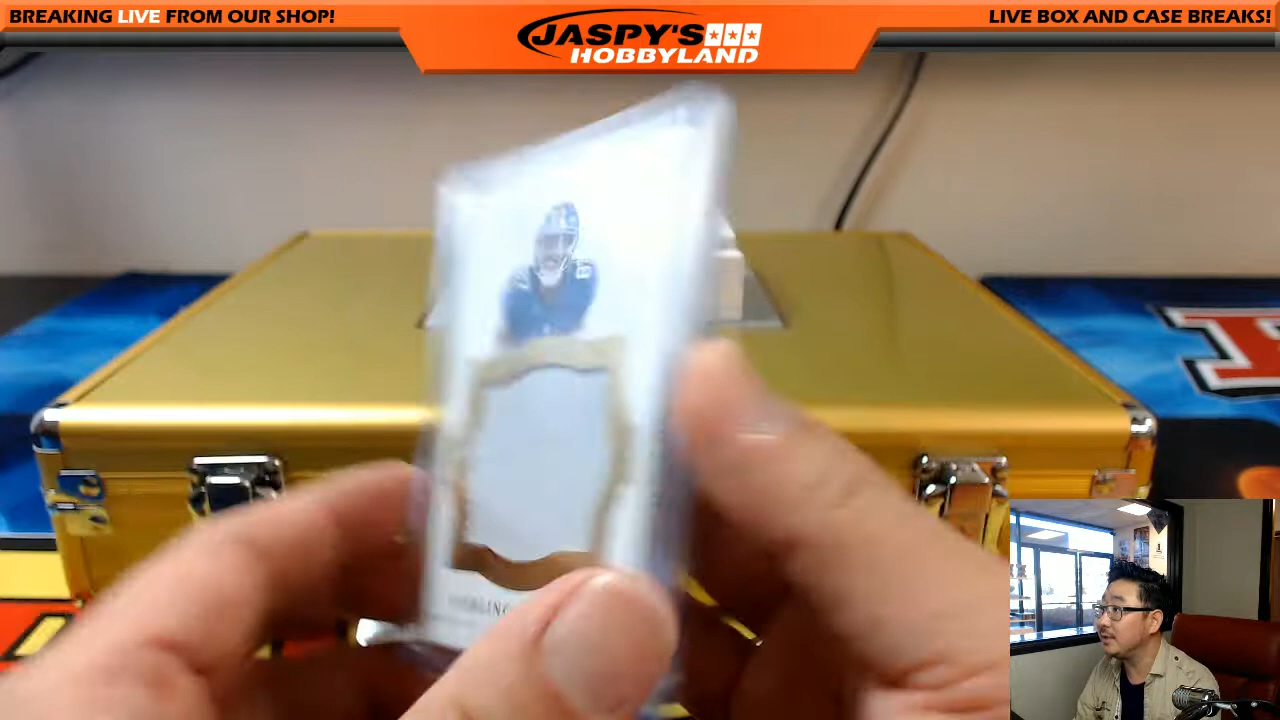 BREAKING LIVE FROM OUR SHOP!
JASPY'S
HOBBYLAND
LIVE BOX AND CASE BREAKS!